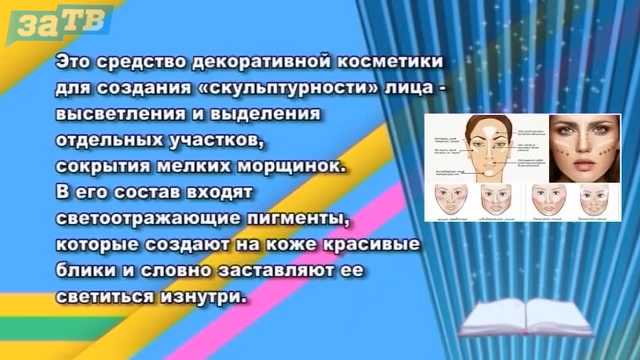 заТВ
Это средство декоративной косметики
для создания «скульптурности» лица -
высветления и выделения
отдельных участков,
сокрытия мелких морщинок.
В его состав входят
светоотражающие пигменты,
которые создают на коже красивые
блики и словно заставляют ее
светиться изнутри.